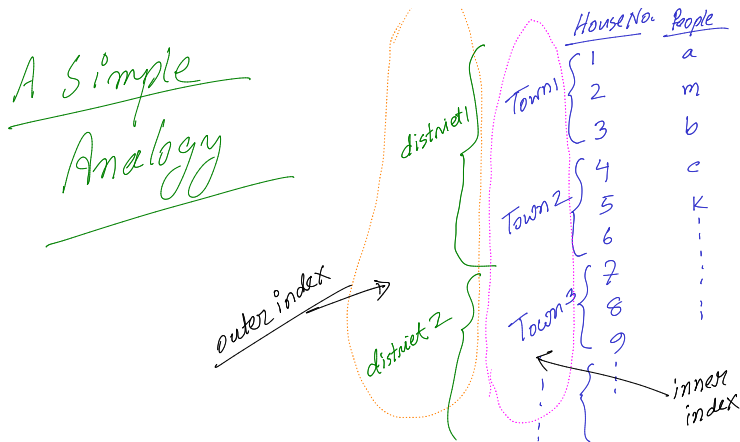 A Simple
Analogy
outer index
district1
district 2
Town1
Town2
Town3
inner
index
House No. People
1 a
2 m
3 b
4 c
5 K
6
7
8
9